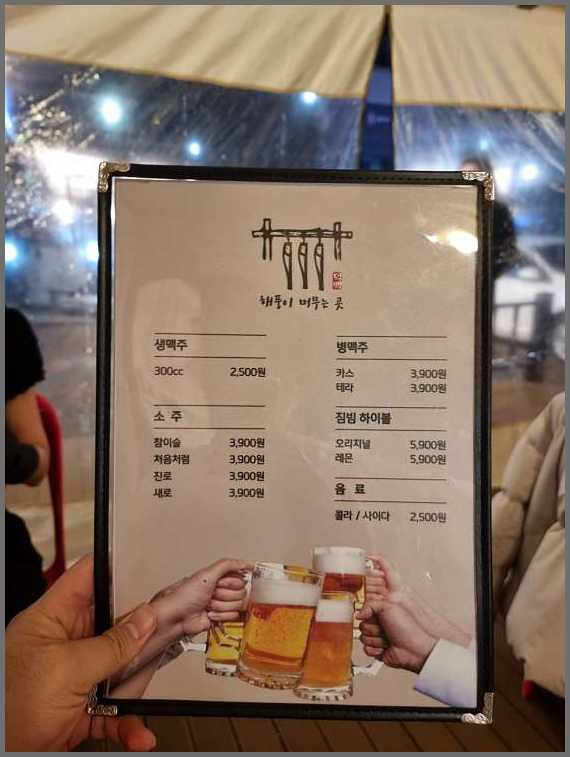 해풍이 머무는 곳
생맥주
300cc 2,500원
소 주
참이슬 3,900원
처음처럼 3,900원
진로 3,900원
새로 3,900원
병맥주
카스 3,900원
테라 3,900원
짐빔 하이볼
오리지널 5,900원
레몬 5,900원
음 료
콜라 / 사이다 2,500원